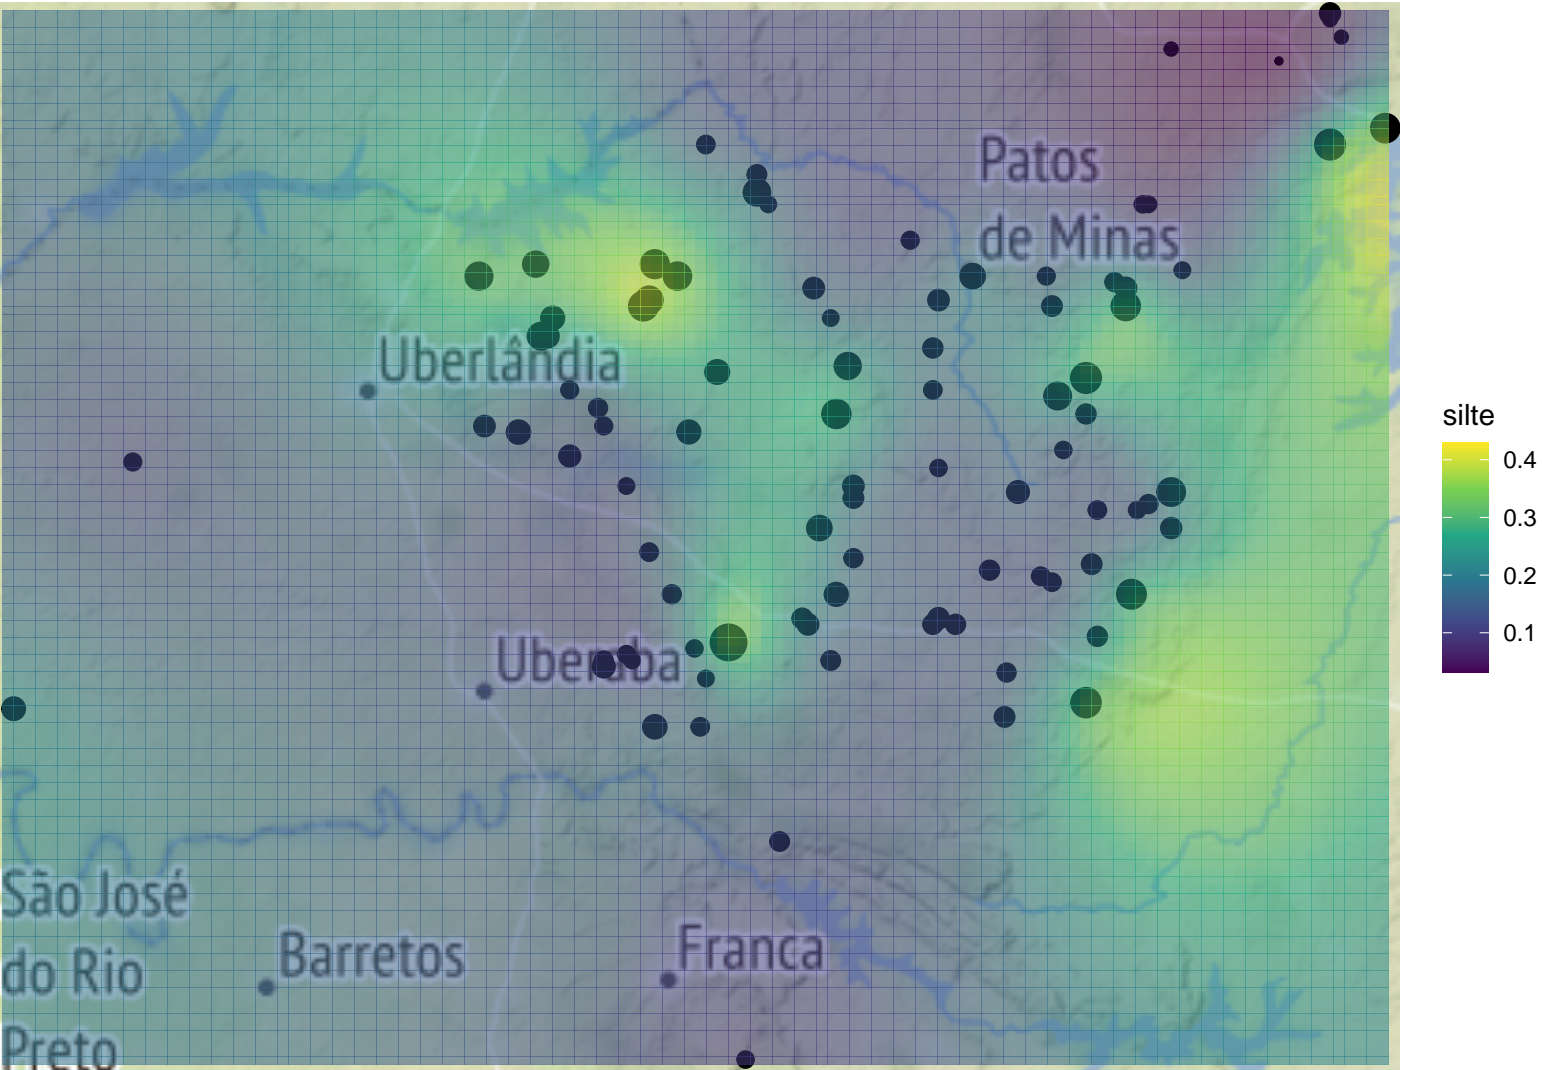 Patos
de Minas
Uberlândia
Uberaba
São José
do Rio
Preto
Barretos
Franca
silte
0.4
0.3
0.2
0.1